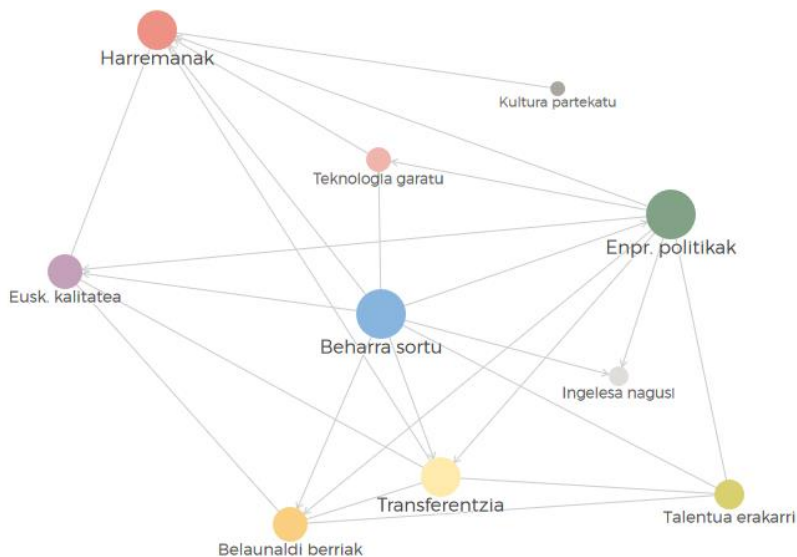 Harremanak
Kultura partekatu
Teknologia garatu
Enpr. politikak
Eusk. kalitatea
Beharra sortu
Ingelesa nagusi
Transferentzia
Talentua erakarri
Belaunaldi berriak